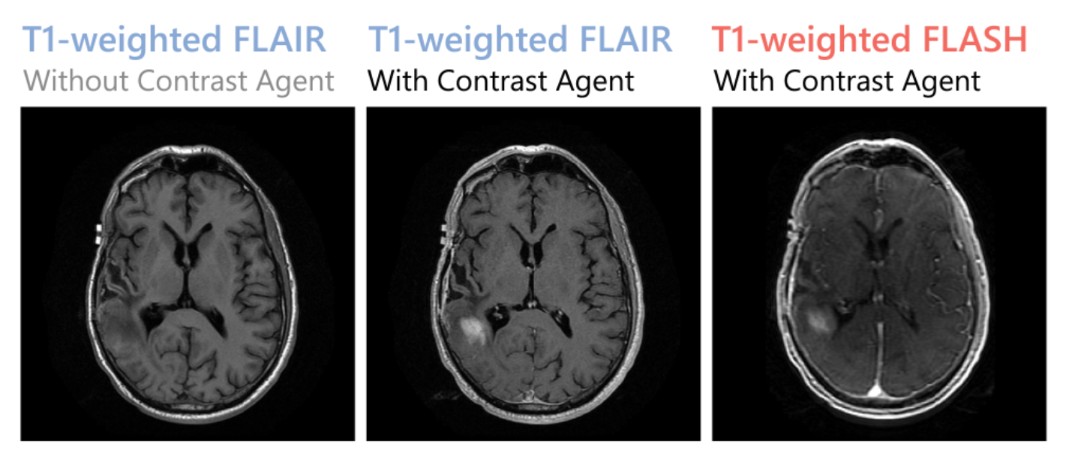 T1-weighted FLAIR
Without Contrast Agent
T1-weighted FLAIR
With Contrast Agent
T1-weighted FLASH
With Contrast Agent